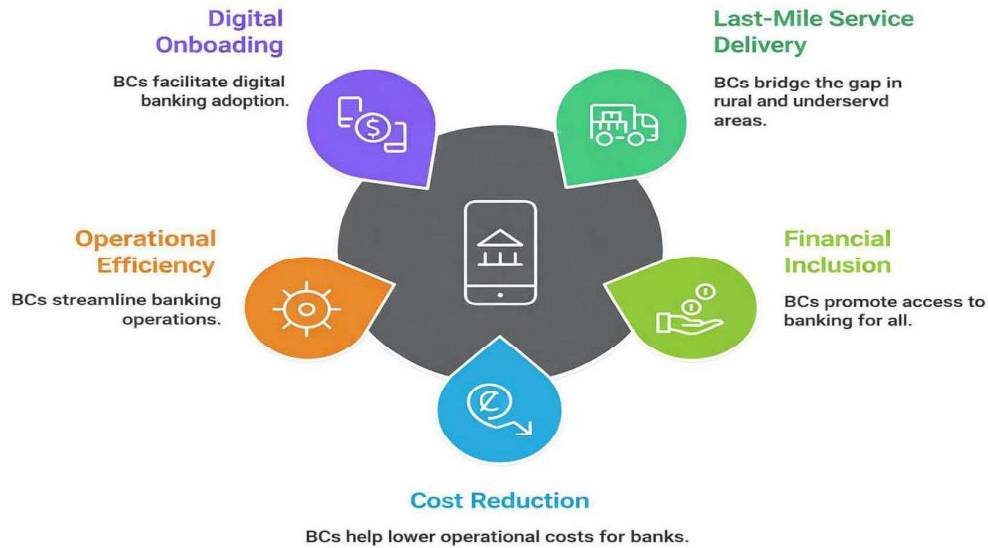 Digital
Onboading
BCs facilitate digital
banking adoption.
Last-Mile Service
Delivery
BCs bridge the gap in
rural and underservd
areas.
Operational
Efficiency
BCs streamline banking
operations.
Financial
Inclusion
BCs promote access to
banking for all.
Cost Reduction
BCs help lower operational costs for banks.